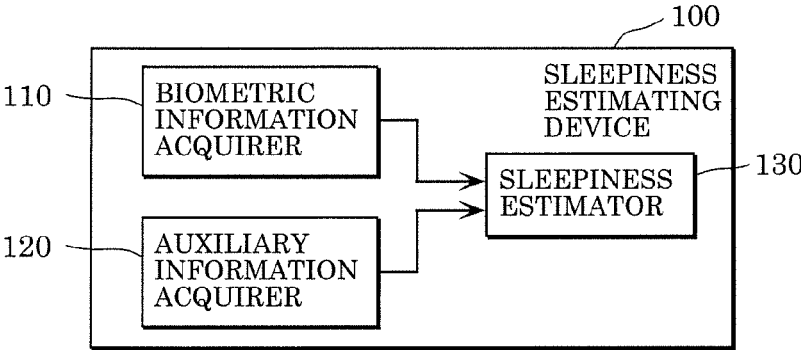 100
SLEEPINESS
ESTIMATING
DEVICE
110
BIOMETRIC
INFORMATION
ACQUIRER
SLEEPINESS
ESTIMATOR
130
120
AUXILIARY
INFORMATION
ACQUIRER